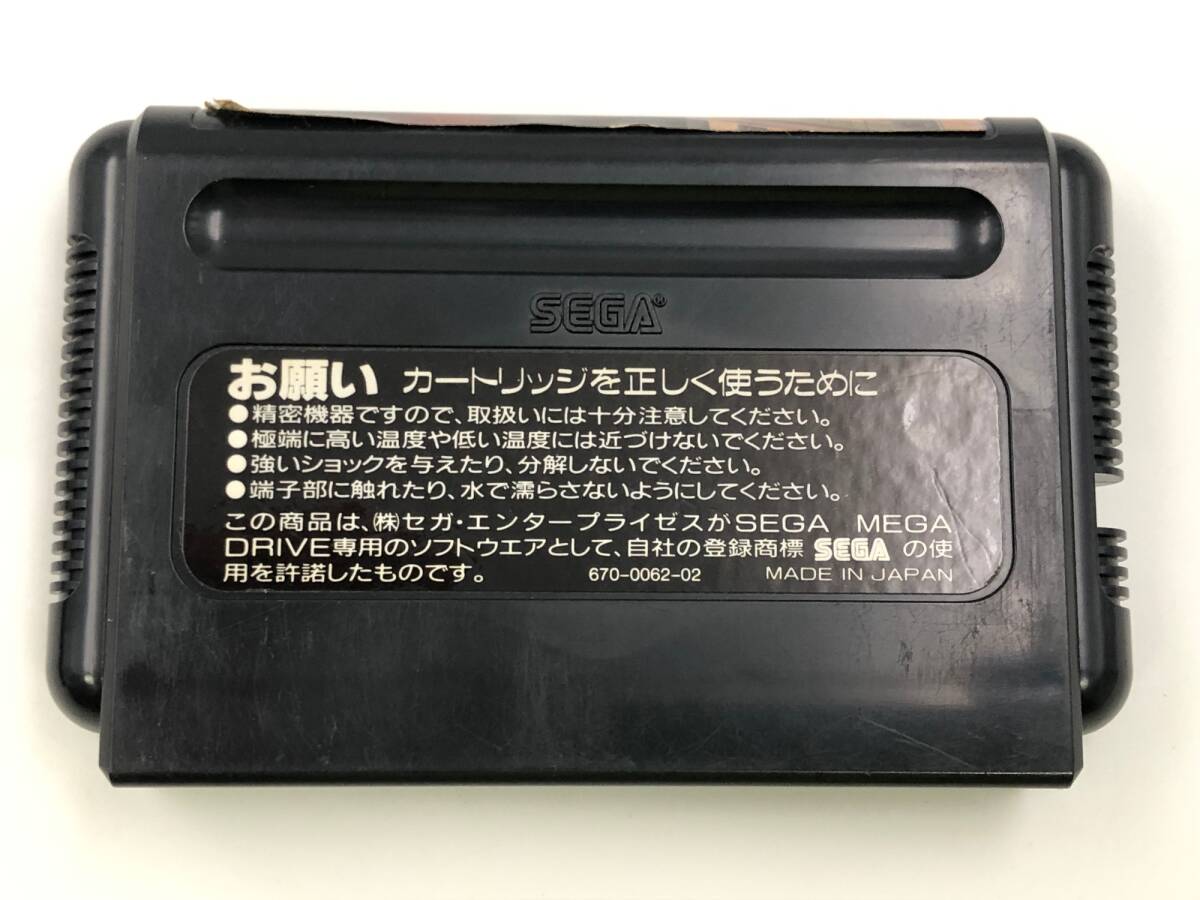 SEGA®
お願い カートリッジを正しく使うために
●精密機器ですので、取扱いには十分注意してください。
●極端に高い温度や低い温度には近づけないでください。
●強いショックを与えたり、分解しないでください。
●端子部に触れたり、水で濡らさないようにしてください。
この商品は、㈱セガ・エンタープライゼスがSEGA MEGA
DRIVE専用のソフトウエアとして、自社の登録商標 SEGA の使
用を許諾したものです。 670-0062-02 MADE IN JAPAN